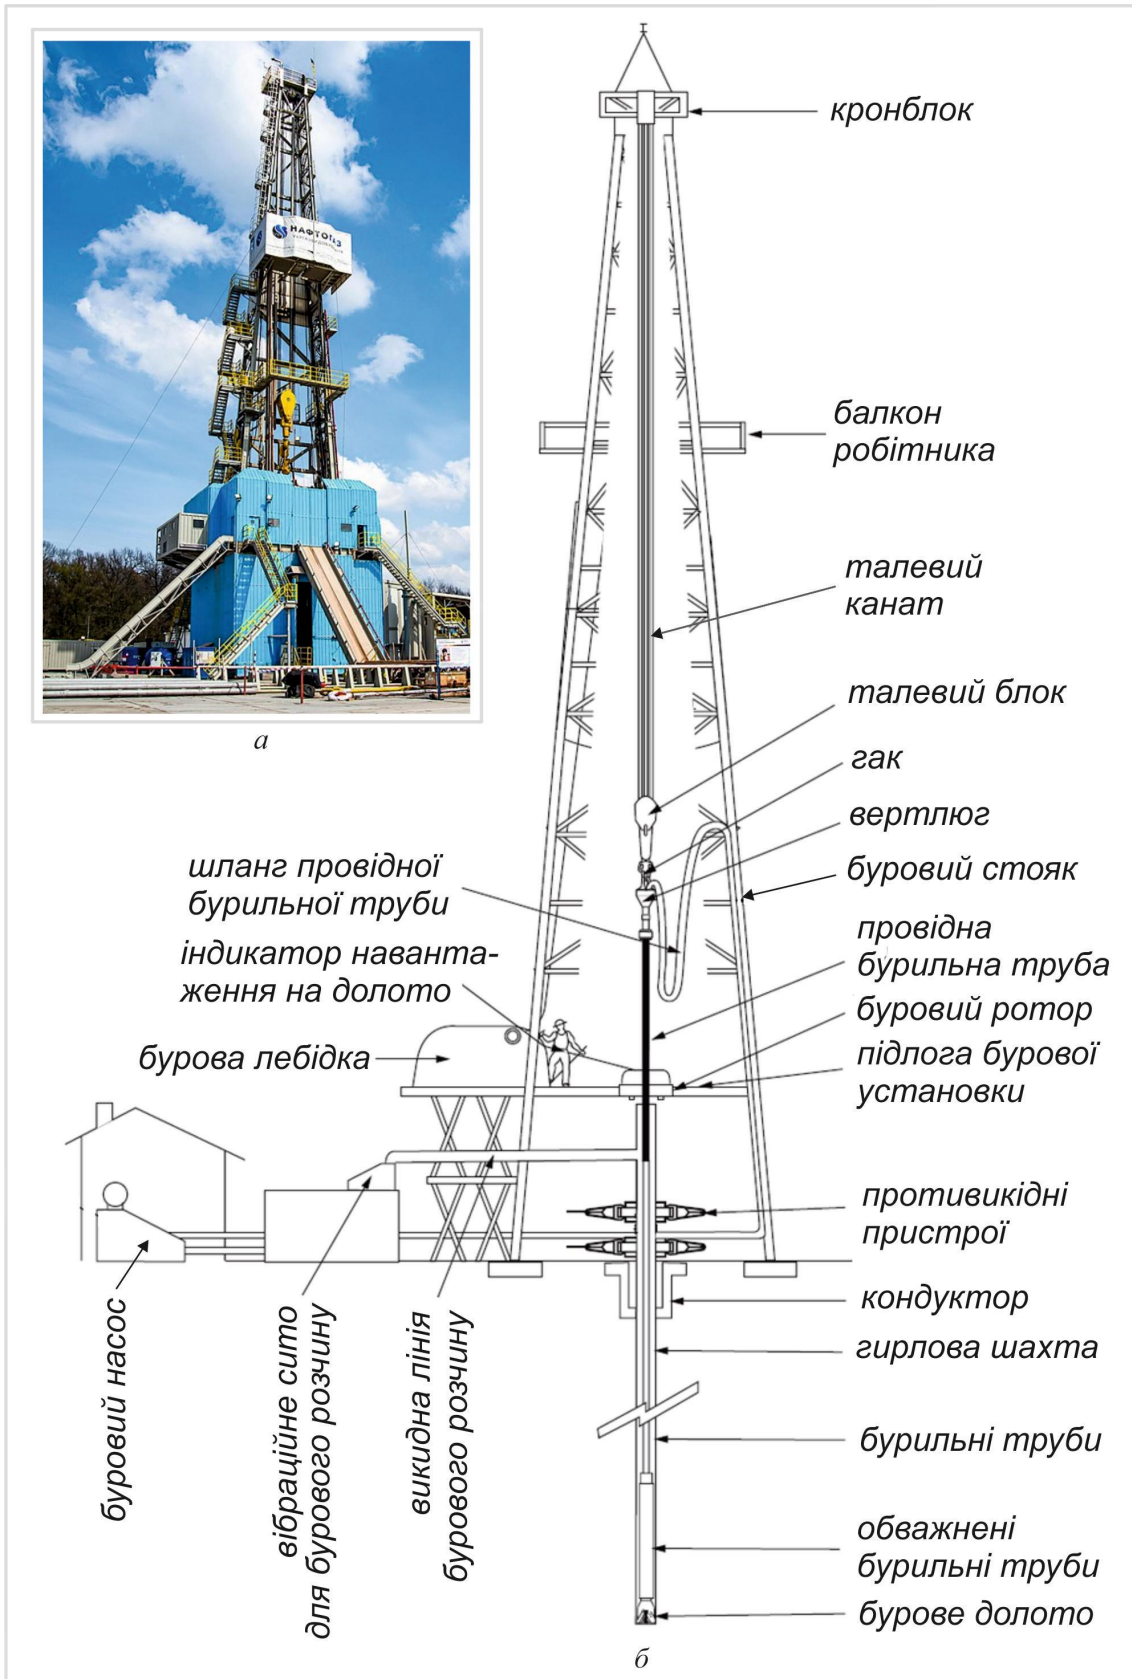 НАФТОГАЗ
а
кронблок
балкон
робітника
талевий
канат
талевий блок
гак
вертлюг
буровий стояк
провідна
бурильна труба
буровий ротор
підлога бурової
установки
противикідні
пристрої
кондуктор
гирлова шахта
бурильні труби
обважнені
бурильні труби
бурове долото
шланг провідної
бурильної труби
індикатор наванта-
ження на долото
бурова лебідка
буровий насос
вібраційне сито
для бурового розчину
викидна лінія
бурового розчину
б